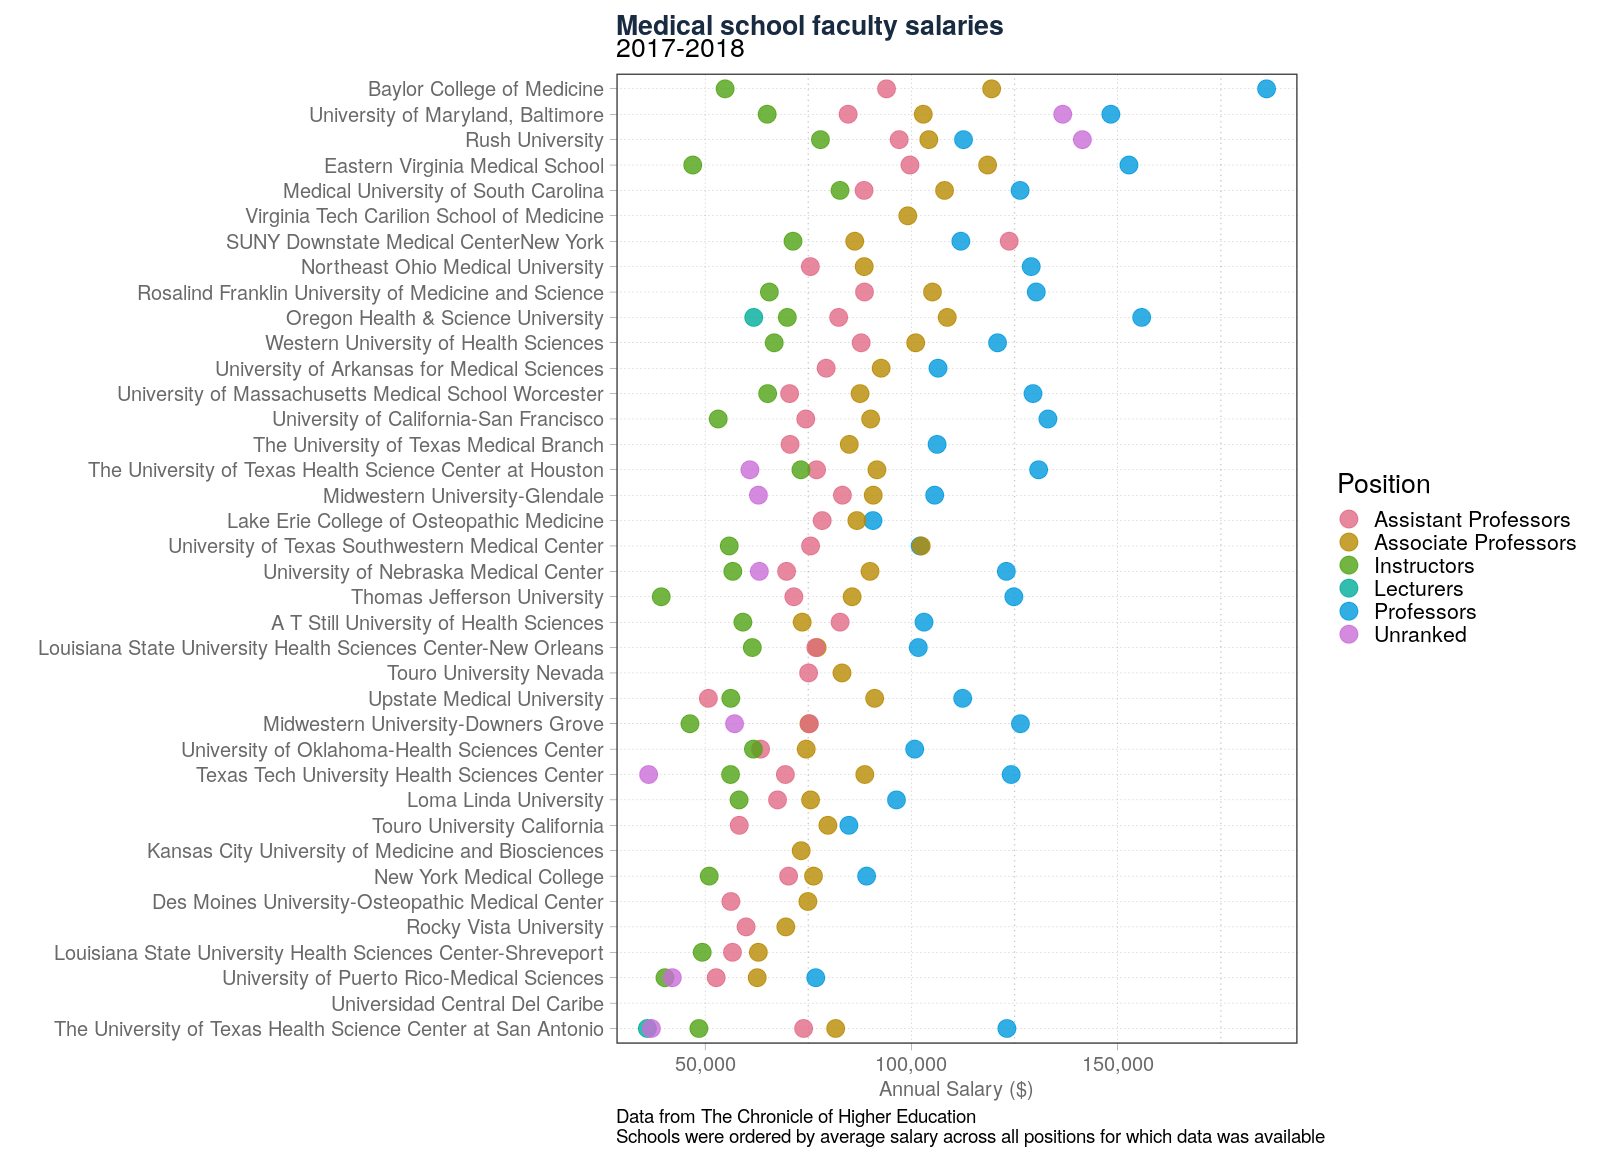 Medical school faculty salaries
2017-2018
Baylor College of Medicine
University of Maryland, Baltimore
Rush University
Eastern Virginia Medical School
Medical University of South Carolina
Virginia Tech Carilion School of Medicine
SUNY Downstate Medical CenterNew York
Northeast Ohio Medical University
Rosalind Franklin University of Medicine and Science
Oregon Health & Science University
Western University of Health Sciences
University of Arkansas for Medical Sciences
University of Massachusetts Medical School Worcester
University of California-San Francisco
The University of Texas Medical Branch
The University of Texas Health Science Center at Houston
Midwestern University-Glendale
Lake Erie College of Osteopathic Medicine
University of Texas Southwestern Medical Center
University of Nebraska Medical Center
Thomas Jefferson University
A T Still University of Health Sciences
Louisiana State University Health Sciences Center-New Orleans
Touro University Nevada
Upstate Medical University
Midwestern University-Downers Grove
University of Oklahoma-Health Sciences Center
Texas Tech University Health Sciences Center
Loma Linda University
Touro University California
Kansas City University of Medicine and Biosciences
New York Medical College
Des Moines University-Osteopathic Medical Center
Rocky Vista University
Louisiana State University Health Sciences Center-Shreveport
University of Puerto Rico-Medical Sciences
Universidad Central Del Caribe
The University of Texas Health Science Center at San Antonio
50,000 100,000 150,000
Annual Salary ($)
Data from The Chronicle of Higher Education
Schools were ordered by average salary across all positions for which data was available
Position
Assistant Professors
Associate Professors
Instructors
Lecturers
Professors
Unranked